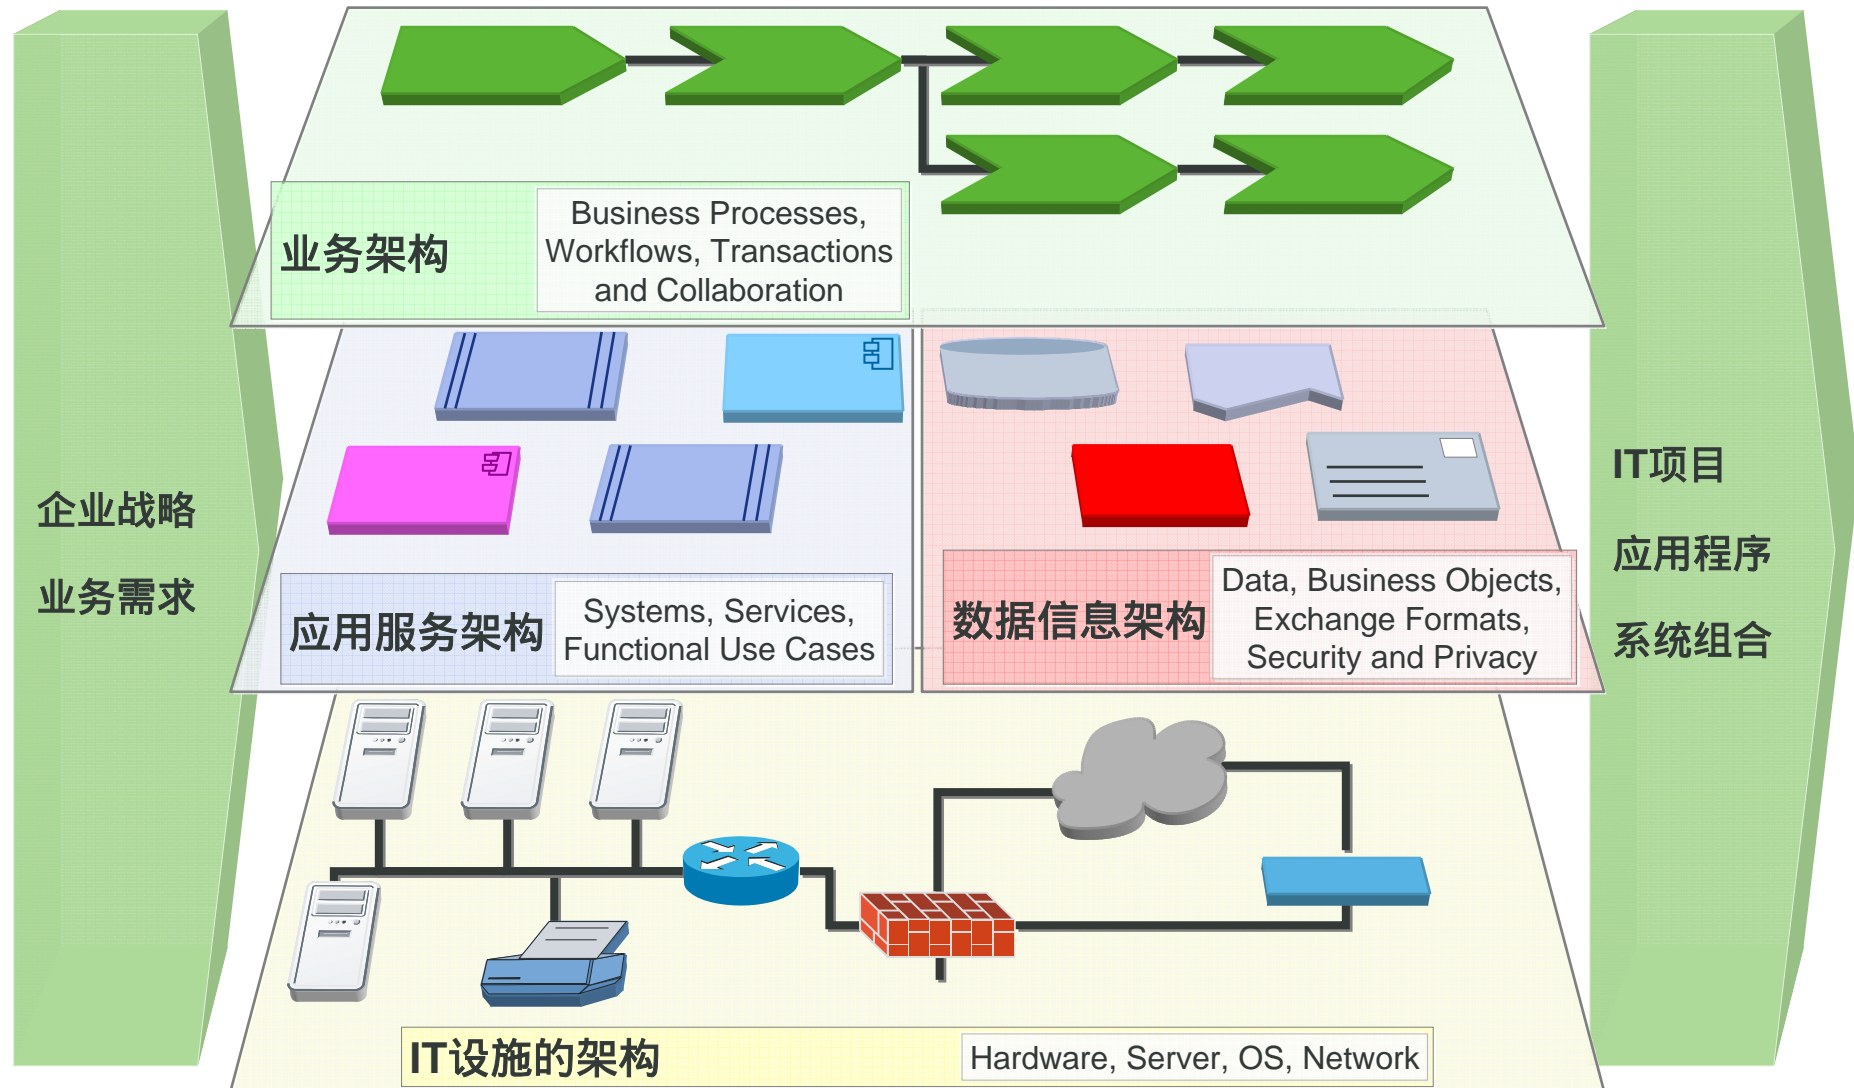 企业战略
业务需求
业务架构
Business Processes,
Workflows, Transactions
and Collaboration
应用服务架构
Systems, Services,
Functional Use Cases
数据信息架构
Data, Business Objects,
Exchange Formats,
Security and Privacy
IT设施的架构
Hardware, Server, OS, Network
IT项目
应用程序
系统组合